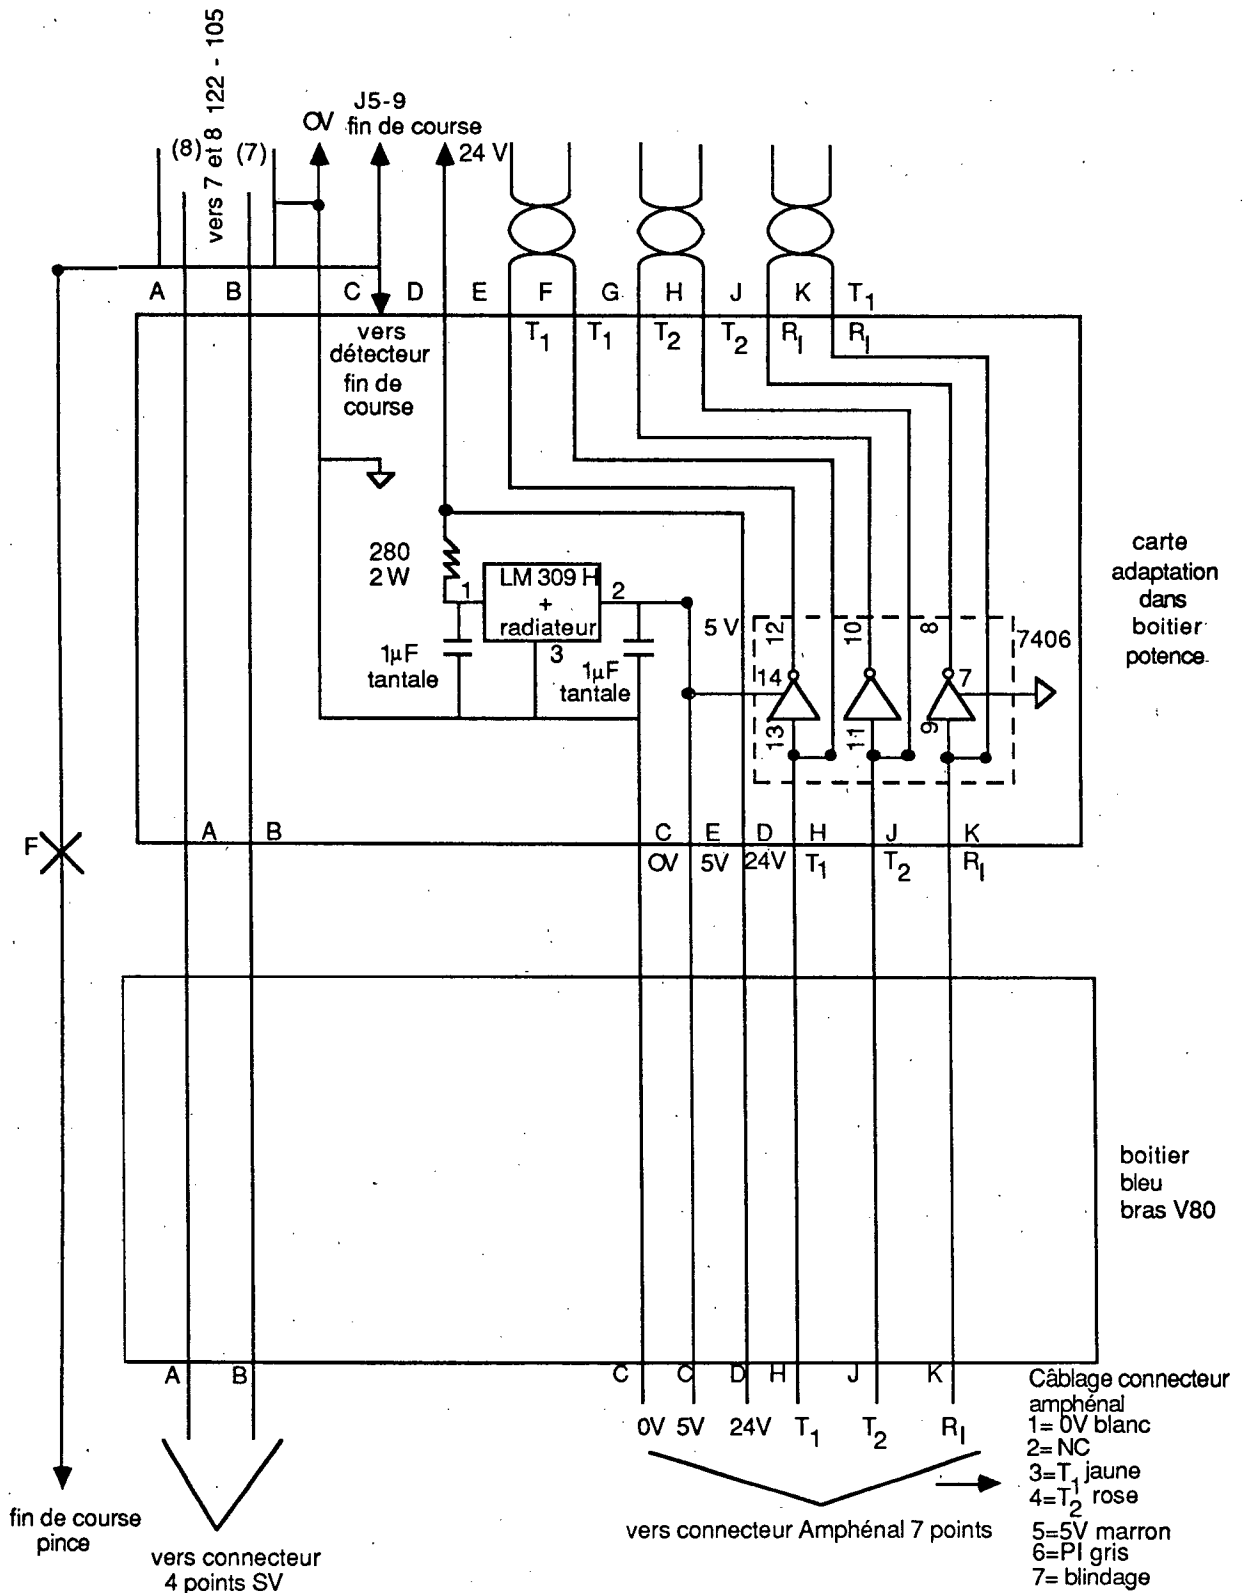 vers 7 et 8 122 - 105
(8)
(7)
OV
J5-9
fin de course
24 V
A B C D E F G H J K T1
vers
détecteur
fin de
course
T1 T1 T2 T2 RI RI
280
2 W
1
LM 309 H
+
radiateur
2
3
1µF
tantale
1µF
tantale
5 V
12
10
8
7406
14
7
13
11
9
carte
adaptation
dans
boitier
potence
F
A B C E D H J K
OV 5V 24V T1 T2 RI
boitier
bleu
bras V80
A B C C D H J K
0V 5V 24V T1 T2 RI
Câblage connecteur
amphénal
1= 0V blanc
2= NC
3=T1 jaune
4=T2 1 rose
5=5V marron
6=PI gris
7= blindage
fin de course
pince
vers connecteur
4 points SV
vers connecteur Amphénal 7 points